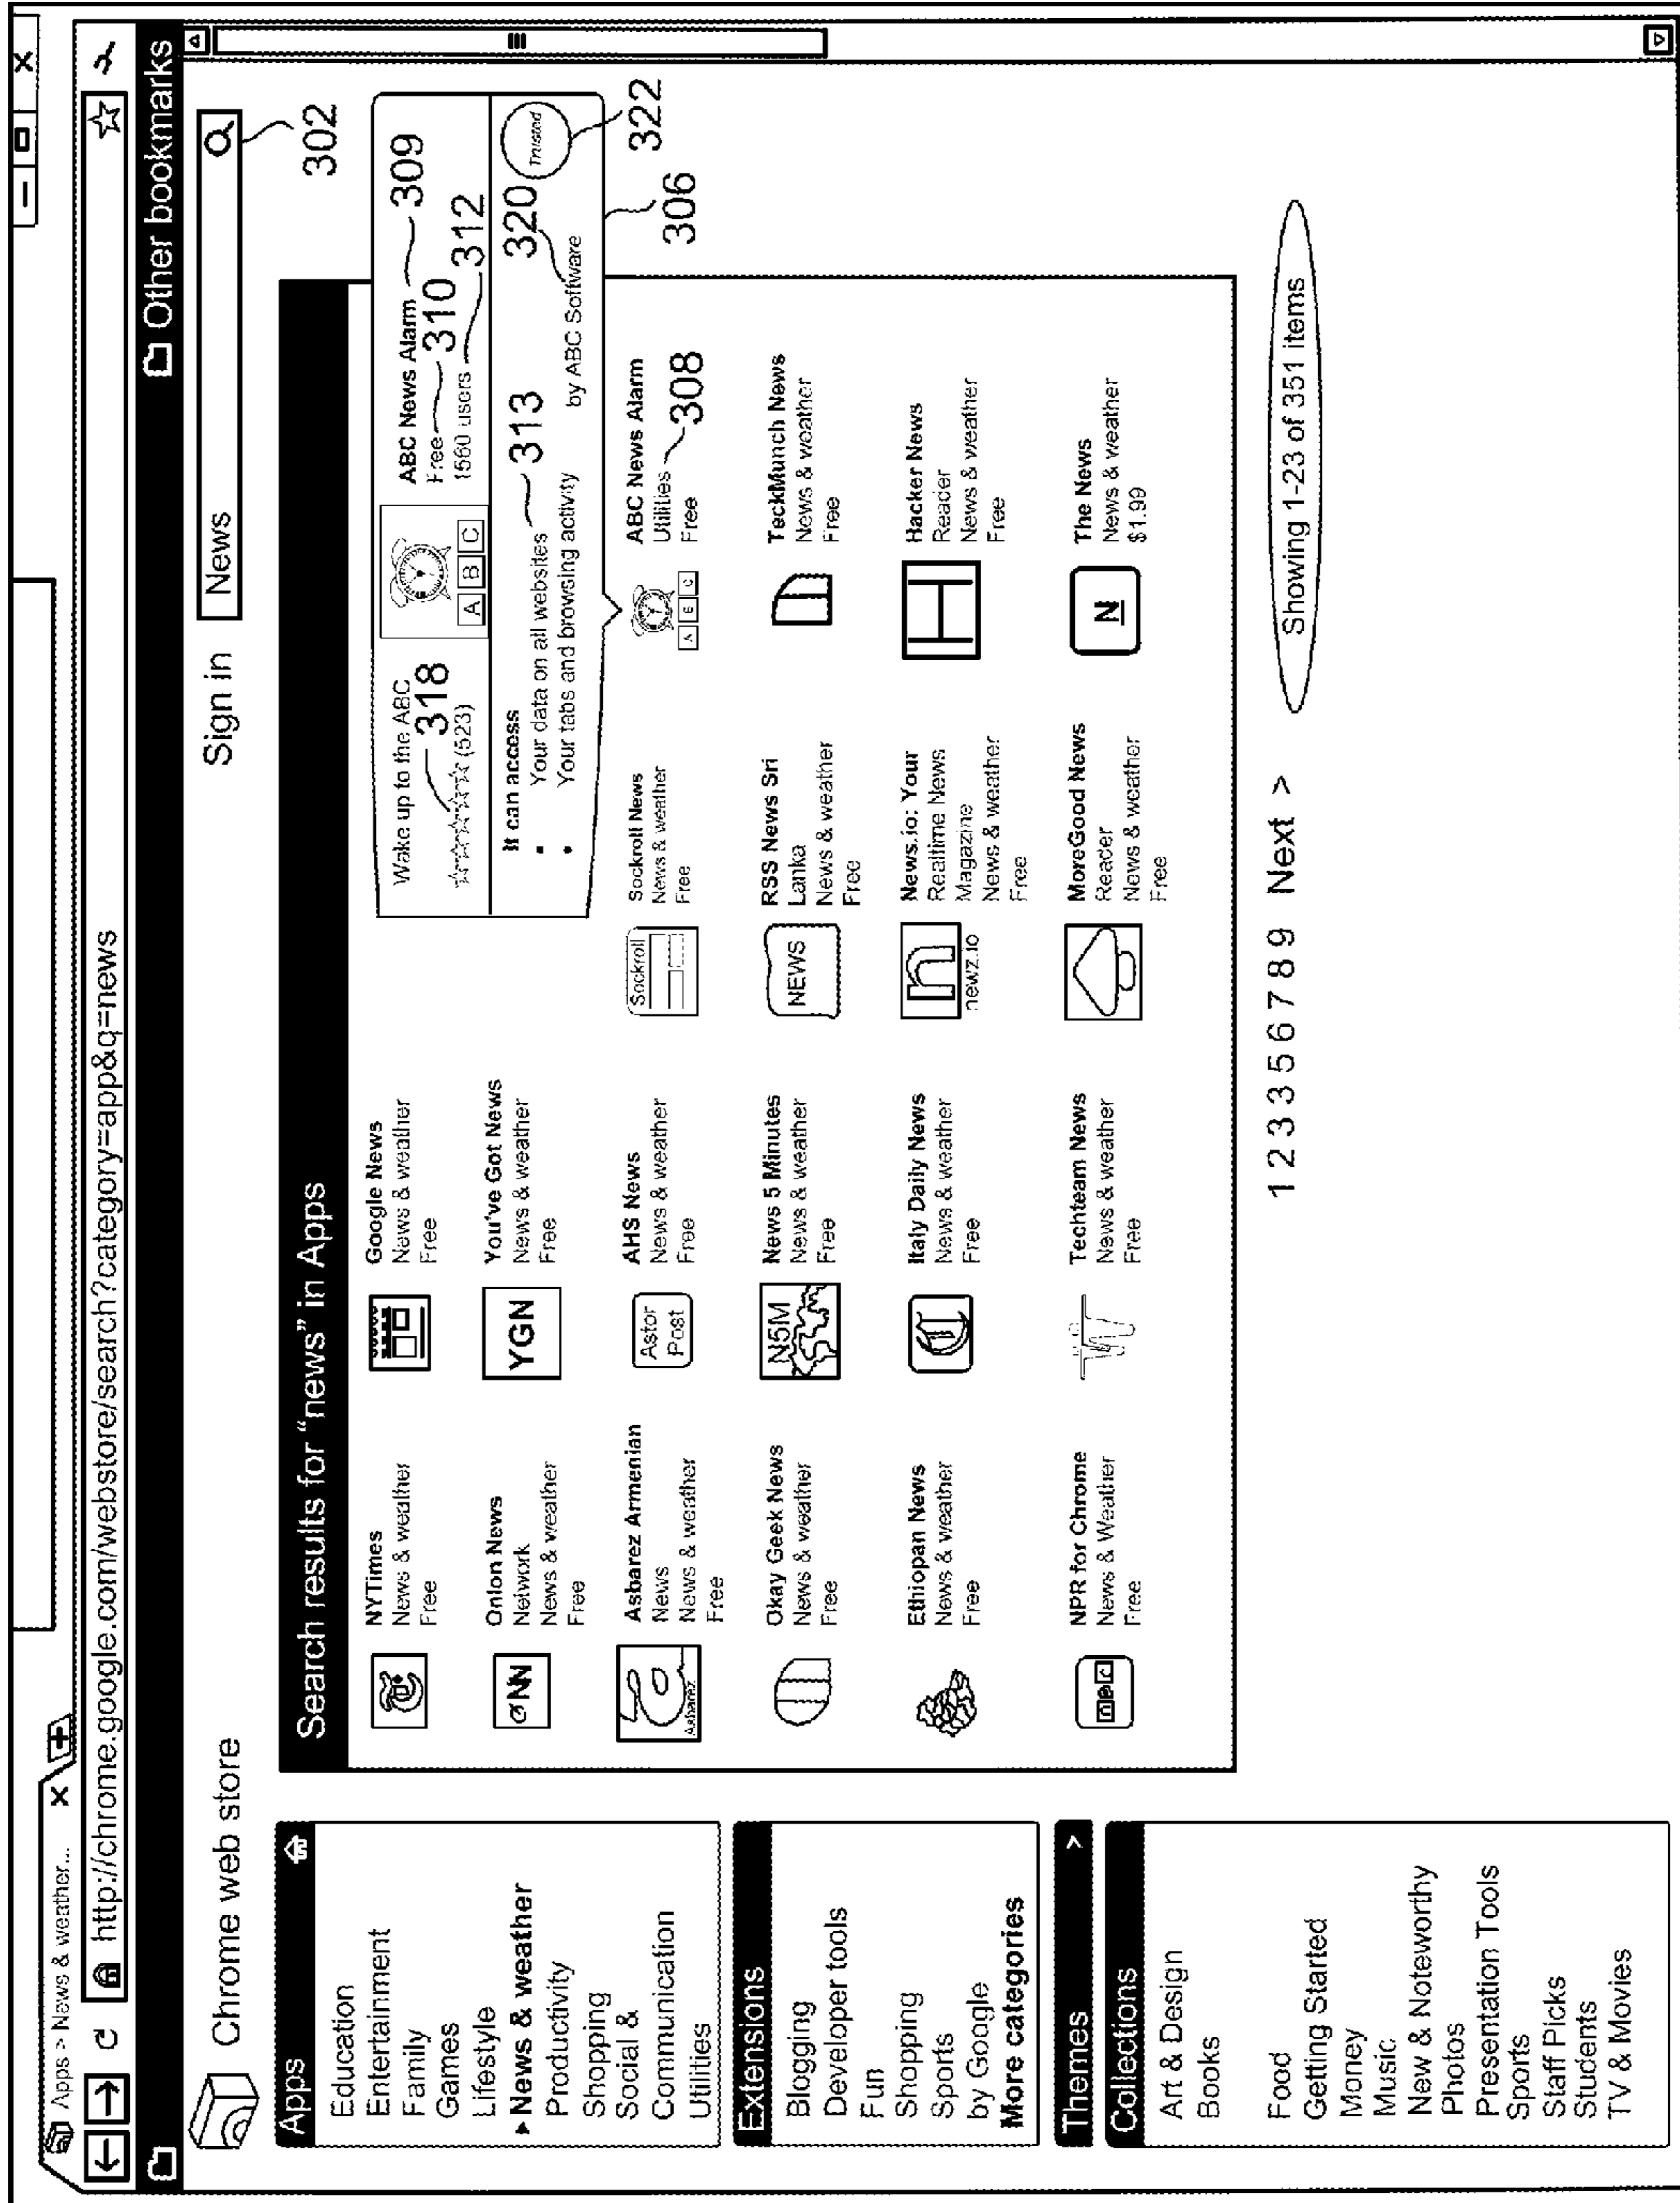 Apps > News & weather...
x
+
− x
http://chrome.google.com/webstore/search?category=app&q=news
Other bookmarks
Chrome web store
Sign in
News
302
Apps
Education
Entertainment
Family
Games
Lifestyle
News & weather
Productivity
Shopping
Social &
Communication
Utilities
Extensions
Blogging
Developer tools
Fun
Shopping
Sports
by Google
More categories
Themes >
Collections
Art & Design
Books
Food
Getting Started
Money
Music
New & Noteworthy
Photos
Presentation Tools
Sports
Staff Picks
Students
TV & Movies
Search results for “news” in Apps
NYTimes
News & weather
Free
Google News
News & weather
Free
Wake up to the ABC
318
(523)
A B C
ABC News Alarm 309
Free 310
1560 users 312
It can access
• Your data on all websites 313
• Your tabs and browsing activity
320
by ABC Software
Trusted
322
306
ONN
Onion News
Network
News & weather
Free
YGN
You've Got News
News & weather
Free
Asbarez
Asbarez Armenian
News
News & weather
Free
Astor
Post
AHS News
News & weather
Free
Sockroll
Sockroll News
News & weather
Free
A B C
ABC News Alarm
Utilities 308
Free
Okay Geek News
News & weather
Free
N5M
News 5 Minutes
News & weather
Free
NEWS
RSS News Sri
Lanka
News & weather
Free
TeckMunch News
News & weather
Free
Ethiopan News
News & weather
Free
Italy Daily News
News & weather
Free
n
newz.io
News.io: Your
Realtime News
Magazine
News & weather
Free
H
Hacker News
Reader
News & weather
Free
NPR for Chrome
News & Weather
Free
Techteam News
News & weather
Free
MoreGood News
Reader
News & weather
Free
N
The News
News & weather
$1.99
1 2 3 3 5 6 7 8 9 Next >
Showing 1-23 of 351 items